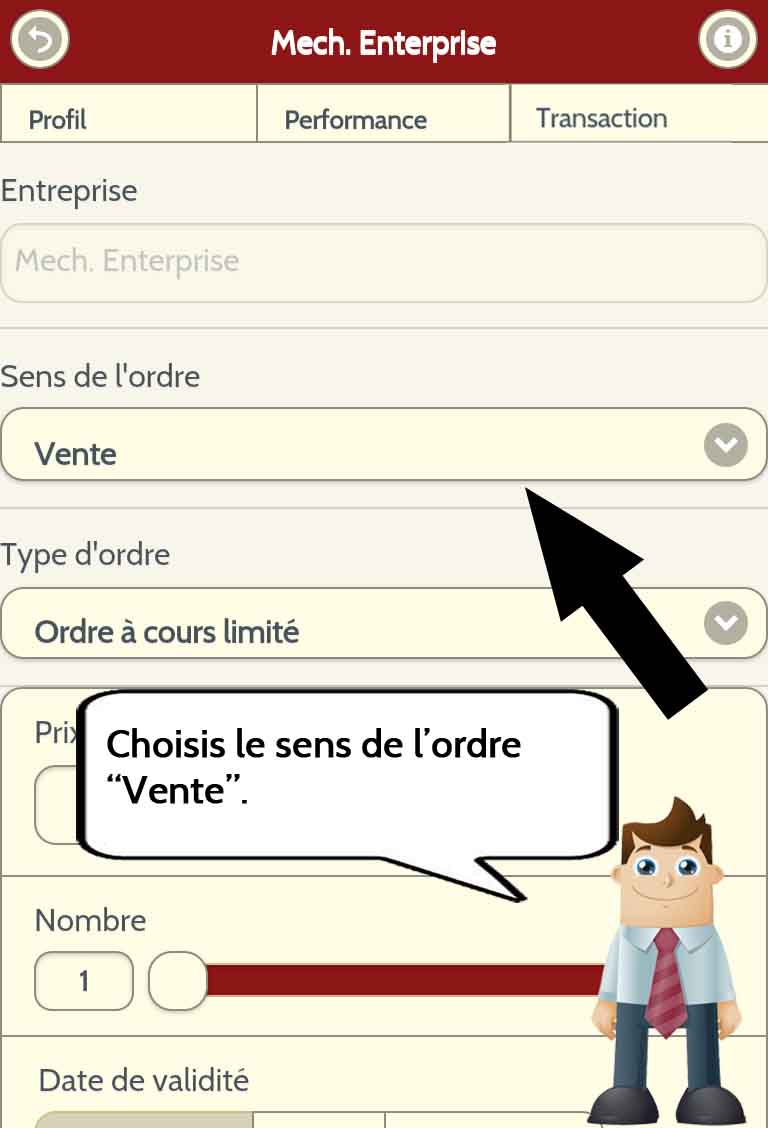 Mech. Enterprise
Profil
Performance
Transaction
Entreprise
Mech. Enterprise
Sens de l'ordre
Vente
Type d'ordre
Ordre à cours limité
Choisis le sens de l’ordre
“Vente”.
Nombre
1
Date de validité